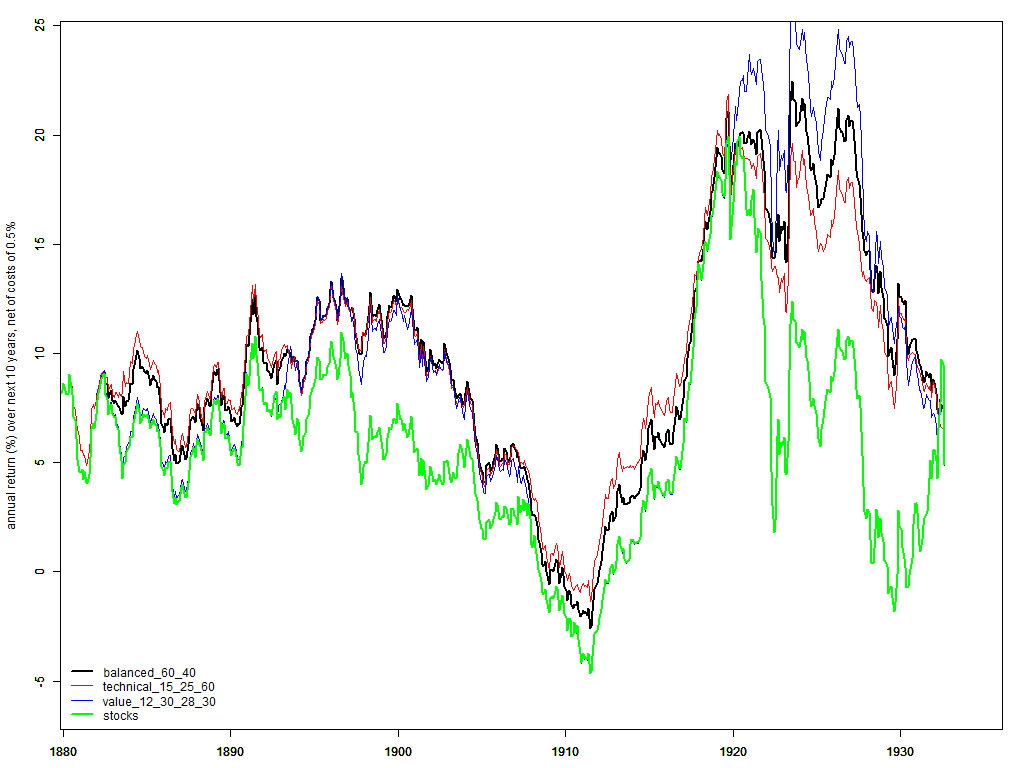 annual return (%) over next 10 years, net of costs of 0.5%
25
20
15
10
5
0
-5
balanced_60_40
technical_15_25_60
value_12_30_28_30
stocks
1880 1890 1900 1910 1920 1930